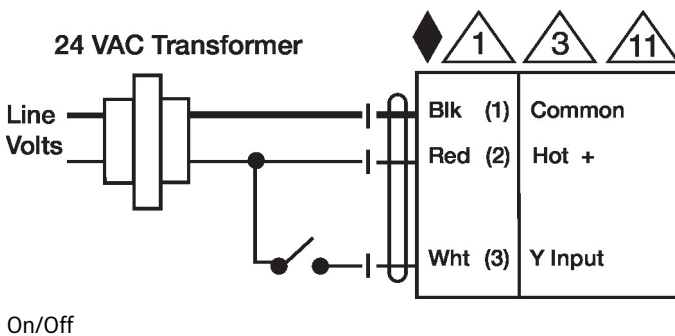 24 VAC Transformer
1 3 11
Line
Volts
Blk (1) Common
Red (2) Hot +
Wht (3) Y Input
On/Off